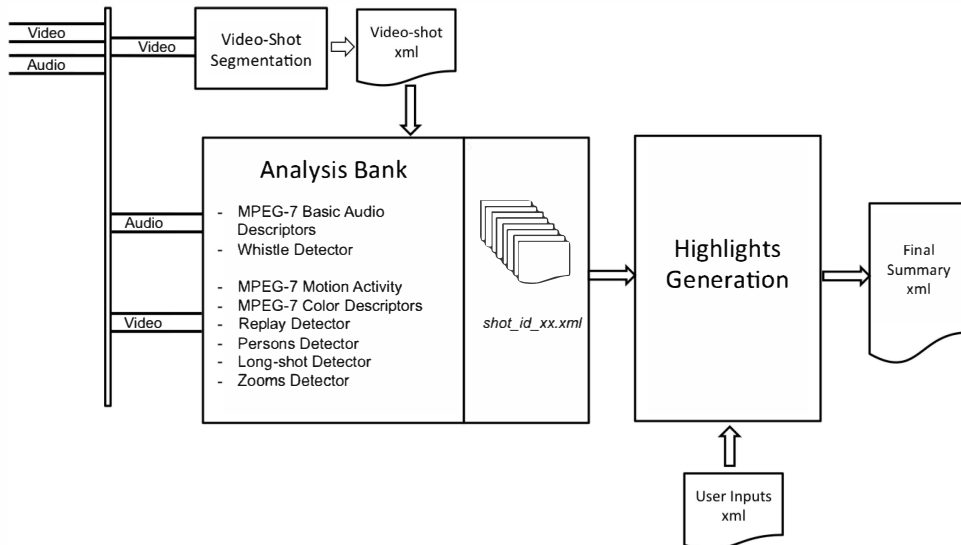 Video
Audio
Video
Video-Shot
Segmentation
Video-shot
xml
Analysis Bank
- MPEG-7 Basic Audio
Descriptors
- Whistle Detector
- MPEG-7 Motion Activity
- MPEG-7 Color Descriptors
- Replay Detector
- Persons Detector
- Long-shot Detector
- Zooms Detector
Audio
Video
shot_id_xx.xml
Highlights
Generation
Final
Summary
xml
User Inputs
xml